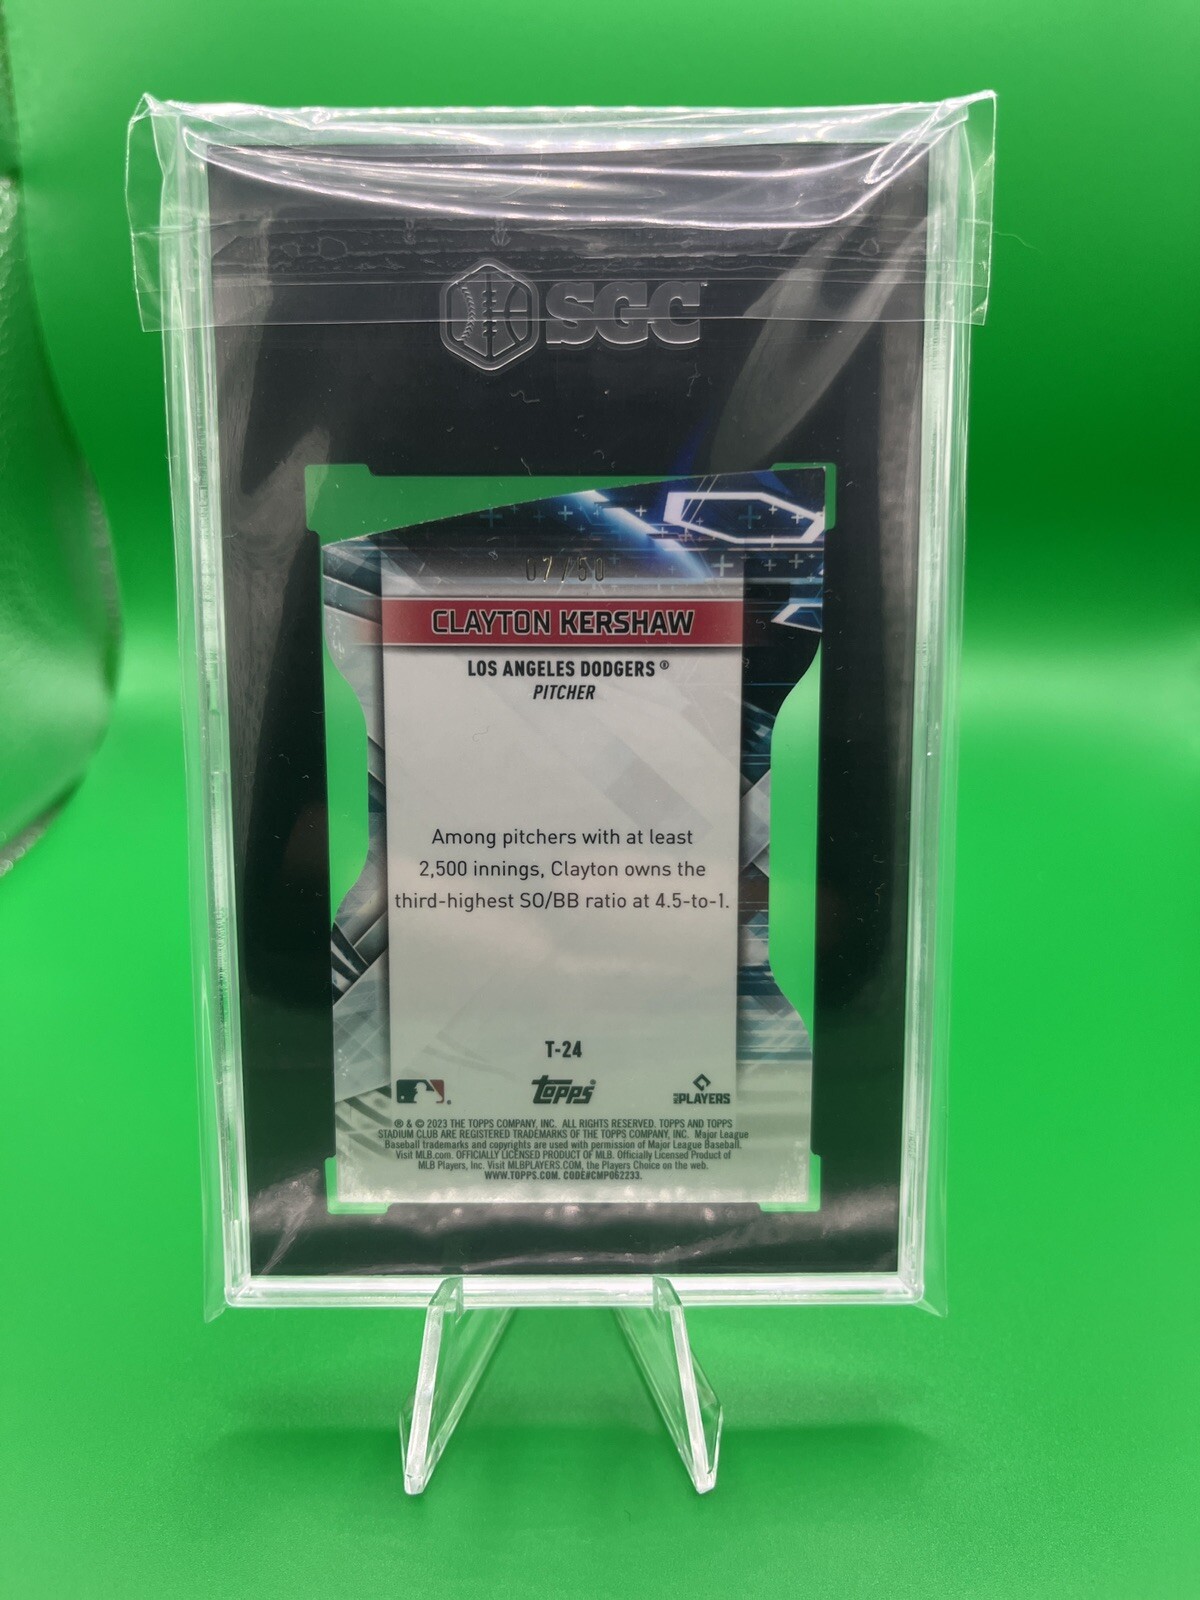 SGC
07/50
CLAYTON KERSHAW
LOS ANGELES DODGERS®
PITCHER
Among pitchers with at least
2,500 innings, Clayton owns the
third-highest SO/BB ratio at 4.5-to-1.
T-24
topps®
PLAYERS
® & © 2023 THE TOPPS COMPANY, INC. ALL RIGHTS RESERVED. TOPPS AND TOPPS
STADIUM CLUB ARE REGISTERED TRADEMARKS OF THE TOPPS COMPANY, INC. Major League
Baseball trademarks and copyrights are used with permission of Major League Baseball.
Visit MLB.com. OFFICIALLY LICENSED PRODUCT OF MLB. Officially Licensed Product of
MLB Players, Inc. Visit MLBPLAYERS.COM, the Players Choice on the web.
WWW.TOPPS.COM. CODE#CMP062233.